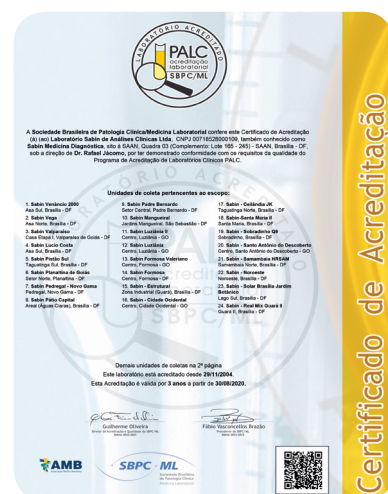 LABORATÓRIO ACREDITADO
PALC
acreditação
laboratorial
SBPC/ML
A Sociedade Brasileira de Patologia Clínica/Medicina Laboratorial confere este Certificado de Acreditação
(à) (ao) Laboratório Sabin de Análises Clínicas Ltda, CNPJ 00718528000109, também conhecido como
Sabin Medicina Diagnóstica, sito à SAAN, Quadra 03 (Complemento: Lote 165 - 245) - SAAN, Brasília - DF,
sob a direção de Dr. Rafael Jácomo, por ter demonstrado conformidade com os requisitos da qualidade do
Programa de Acreditação de Laboratórios Clínicos PALC.
Unidades de coleta pertencentes ao escopo:
1. Sabin Venâncio 2000
Asa Sul, Brasília - DF
2. Sabin Vega
Asa Norte, Brasília - DF
3. Sabin Valparaíso
Casa Etapa I, Valparaíso de Goiás - DF
4. Sabin Lucio Costa
Asa Sul, Brasília - DF
5. Sabin Pistão Sul
Taguatinga Sul, Brasília - DF
6. Sabin Planaltina de Goiás
Setor Norte, Planaltina - DF
7. Sabin Pedregal - Novo Gama
Pedregal, Novo Gama - DF
8. Sabin Pátio Capital
Areal (Águas Claras), Brasília - DF
9. Sabin Padre Bernardo
Setor Central, Padre Bernardo - DF
10. Sabin Mangueiral
Jardins Mangueiral, São Sebastião - DF
11. Sabin Luziânia II
Centro, Luziânia - GO
12. Sabin Luziânia
Centro, Luziânia - GO
13. Sabin Formosa Valeriano
Centro, Formosa - GO
14. Sabin Formosa
Centro, Formosa - DF
15. Sabin - Estrutural
Zona Industrial (Guará), Brasília - DF
16. Sabin - Cidade Ocidental
Centro, Cidade Ocidental - GO
17. Sabin - Ceilândia JK
Taguatinga Norte, Brasília - DF
18. Sabin -Santa Maria II
Santa Maria, Brasília - DF
19. Sabin - Sobradinho Q8
Sobradinho, Brasília - DF
20. Sabin - Santo Antônio do Descoberto
Centro, Santo Antônio do Descoberto - GO
21. Sabin - Samambaia HRSAM
Samambaia Norte, Brasília - DF
22. Sabin - Noroeste
Noroeste, Brasília - DF
23. Sabin - Solar Brasília Jardim
Botânico
Lago Sul, Brasília - DF
24. Sabin - Real Mix Guará II
Guará II, Brasília - DF
Demais unidades de coletas na 2ª página
Este laboratório está acreditado desde 29/11/2004.
Esta Acreditação é válida por 3 anos a partir de 30/08/2020.
Guilherme Oliveira
Fábio Vasconcellos Brazão
AMB
SBPC ML
Sociedade Brasileira
de Patologia Clínica
Medicina Laboratorial
Certificado de Acreditação